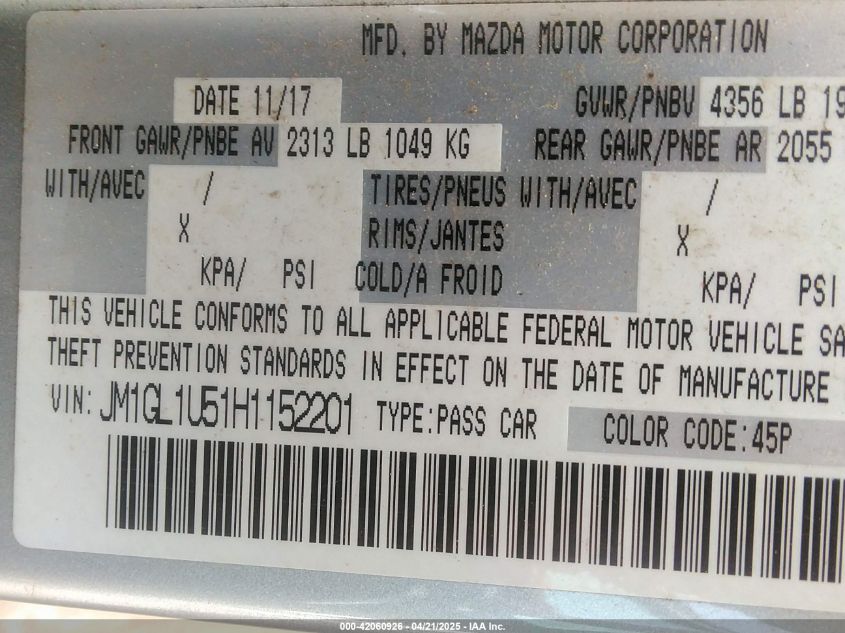 MFD. BY MAZDA MOTOR CORPORATION
DATE 11/17 GVWR/PNBV 4356 LB 19
FRONT GAWR/PNBE AV 2313 LB 1049 KG REAR GAWR/PNBE AR 2055
WITH/AVEC / TIRES/PNEUS WITH/AVEC /
X RIMS/JANTES X
KPA/ PSI COLD/A FROID KPA/ PSI
THIS VEHICLE CONFORMS TO ALL APPLICABLE FEDERAL MOTOR VEHICLE SA
THEFT PREVENTION STANDARDS IN EFFECT ON THE DATE OF MANUFACTURE
VIN: JM1GL1U51H1152201 TYPE:PASS CAR COLOR CODE:45P
000-42060926 - 04/21/2025 - IAA Inc.